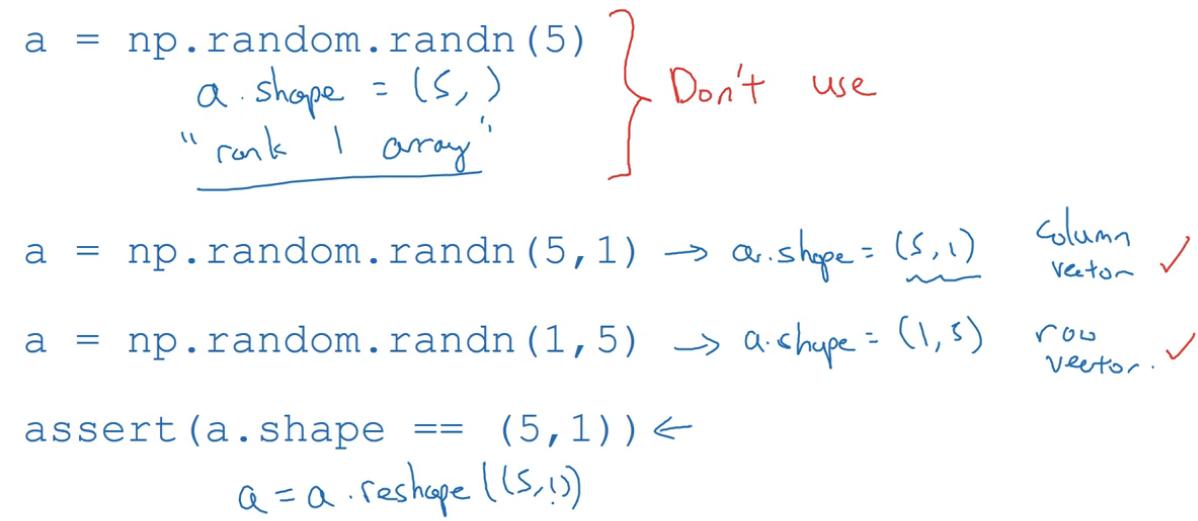 a = np.random.randn(5)
a.shape = (5,)
"rank 1 array"
Don't use
a = np.random.randn(5,1) → a.shape = (5,1) column vector ✓
a = np.random.randn(1,5) → a.shape = (1,5) row vector. ✓
assert(a.shape == (5,1)) ←
a = a.reshape((5,1))